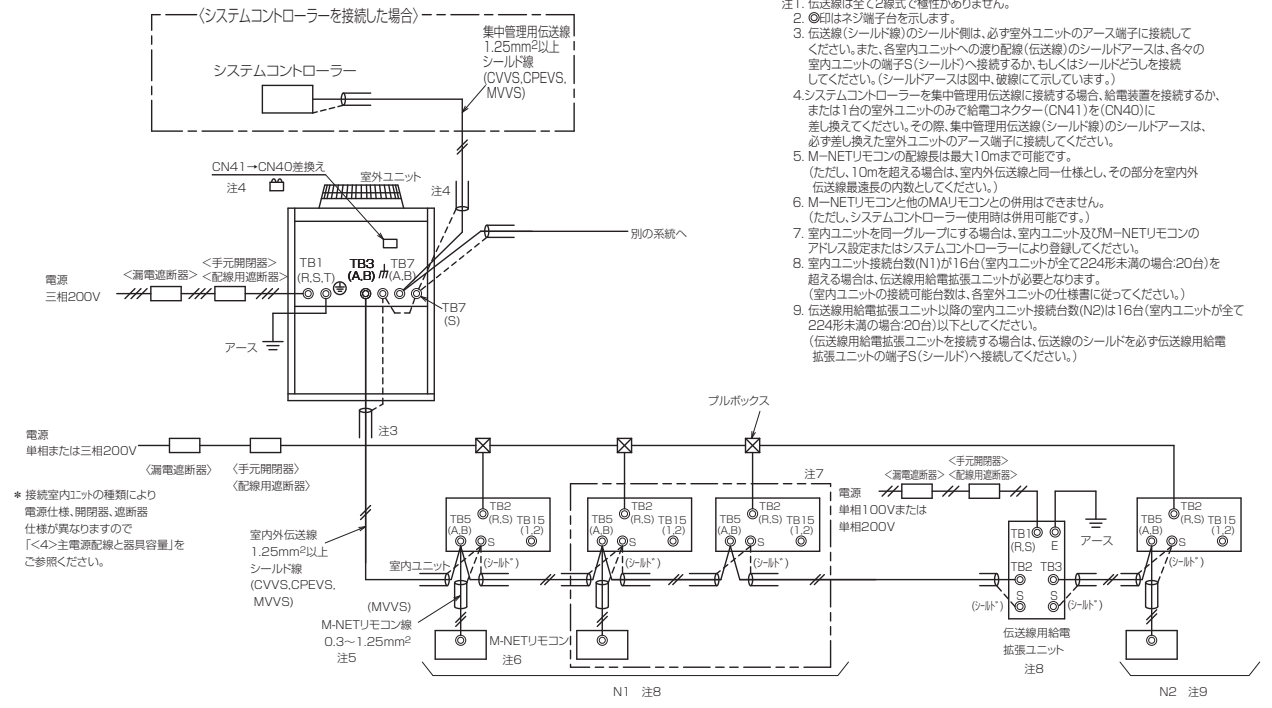 〈システムコントローラーを接続した場合〉
集中管理用伝送線
1.25mm²以上
シールド線
(CVVS,CPEVS,
MVVS)
システムコントローラー
CN41→CN40差換え
注4
室外ユニット
注4
別の系統へ
電源
三相200V
<漏電遮断器>
<手元開閉器>
<配線用遮断器>
TB1
(R,S,T)
TB3
(A,B)
TB7
(A,B)
TB7
(S)
アース
注3
注1. 伝送線は全て2線式で極性がありません。
2. ◎印はネジ端子台を示します。
3. 伝送線(シールド線)のシールド側は、必ず室外ユニットのアース端子に接続して
ください。また、各室内ユニットへの渡り配線(伝送線)のシールドアースは、各々の
室内ユニットの端子S(シールド)へ接続するか、もしくはシールドどうしを接続
してください。(シールドアースは図中、破線にて示しています。)
4.システムコントローラーを集中管理用伝送線に接続する場合、給電装置を接続するか、
または1台の室外ユニットのみで給電コネクター(CN41)を(CN40)に
差し換えてください。その際、集中管理用伝送線(シールド線)のシールドアースは、
必ず差し換えた室外ユニットのアース端子に接続してください。
5. M-NETリモコンの配線長は最大10mまで可能です。
(ただし、10mを超える場合は、室内外伝送線と同一仕様とし、その部分を室内外
伝送線最遠長の内数としてください。)
6. M-NETリモコンと他のMAリモコンとの併用はできません。
(ただし、システムコントローラー使用時は併用可能です。)
7. 室内ユニットを同一グループにする場合は、室内ユニット及びM-NETリモコンの
アドレス設定またはシステムコントローラーにより登録してください。
8. 室内ユニット接続台数(N1)が16台(室内ユニットが全て224形未満の場合:20台)を
超える場合は、伝送線用給電拡張ユニットが必要となります。
(室内ユニットの接続可能台数は、各室外ユニットの仕様書に従ってください。)
9. 伝送線用給電拡張ユニット以降の室内ユニット接続台数(N2)は16台(室内ユニットが全て
224形未満の場合:20台)以下としてください。
(伝送線用給電拡張ユニットを接続する場合は、伝送線のシールドを必ず伝送線用給電
拡張ユニットの端子S(シールド)へ接続してください。)
プルボックス
電源
単相または三相200V
〈漏電遮断器〉
〈手元開閉器〉
〈配線用遮断器〉
* 接続室内ユニットの種類により
電源仕様、開閉器、遮断器
仕様が異なりますので
「<4>主電源配線と器具容量」を
ご参照ください。
室内外伝送線
1.25mm²以上
シールド線
(CVVS,CPEVS,
MVVS)
室内ユニット
TB2
(R,S)
TB5
(A,B)
TB15
(1,2)
S
(シールド)
TB2
(R,S)
TB5
(A,B)
TB15
(1,2)
S
(シールド)
TB2
(R,S)
TB5
(A,B)
TB15
(1,2)
S
(シールド)
注7
(MVVS)
M-NETリモコン線
0.3~1.25mm²
注5
M-NETリモコン
注6
N1 注8
電源
単相100Vまたは
単相200V
<漏電遮断器>
<手元開閉器>
<配線用遮断器>
アース
TB1
(R,S)
E
TB2
TB3
S
S
(シールド)
(シールド)
伝送線用給電
拡張ユニット
注8
TB2
(R,S)
TB5
(A,B)
TB15
(1,2)
S
(シールド)
N2 注9